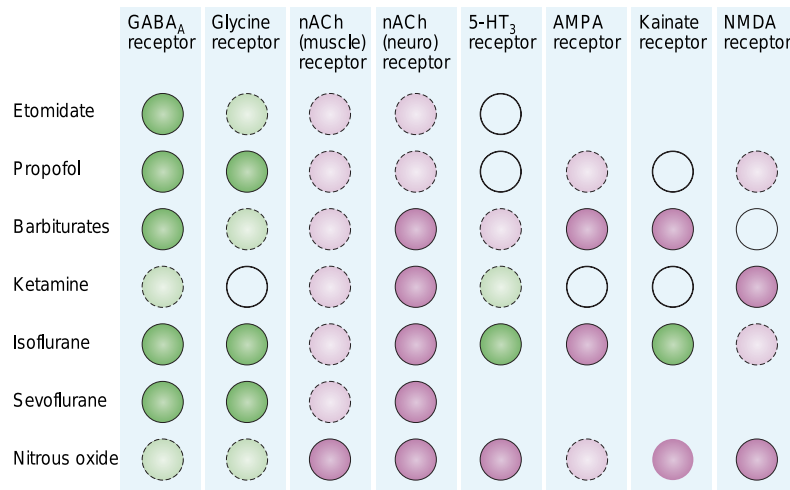 GABAA
receptor
Glycine
receptor
nACh
(muscle)
receptor
nACh
(neuro)
receptor
5-HT3
receptor
AMPA
receptor
Kainate
receptor
NMDA
receptor
Etomidate
Propofol
Barbiturates
Ketamine
Isoflurane
Sevoflurane
Nitrous oxide